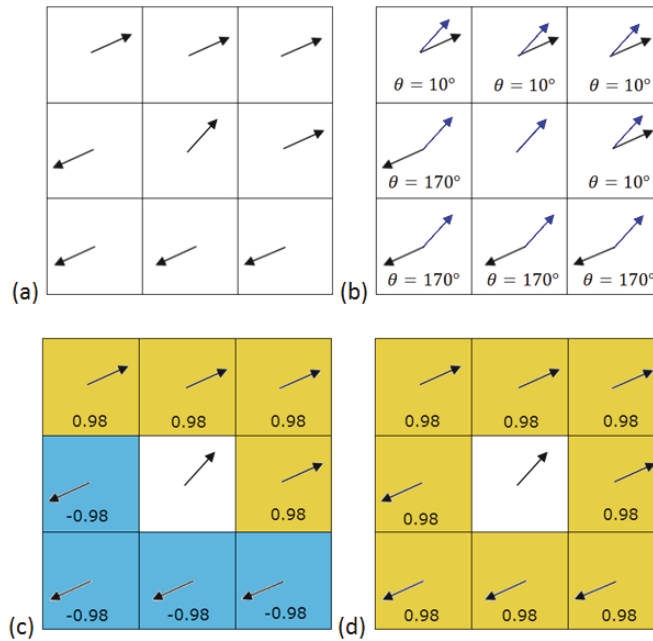 θ = 10° θ = 10° θ = 10°
θ = 170° θ = 10°
(a) (b) θ = 170° θ = 170° θ = 170°
0.98 0.98 0.98 0.98 0.98 0.98
-0.98 0.98 0.98 0.98
(c) -0.98 -0.98 -0.98 (d) 0.98 0.98 0.98